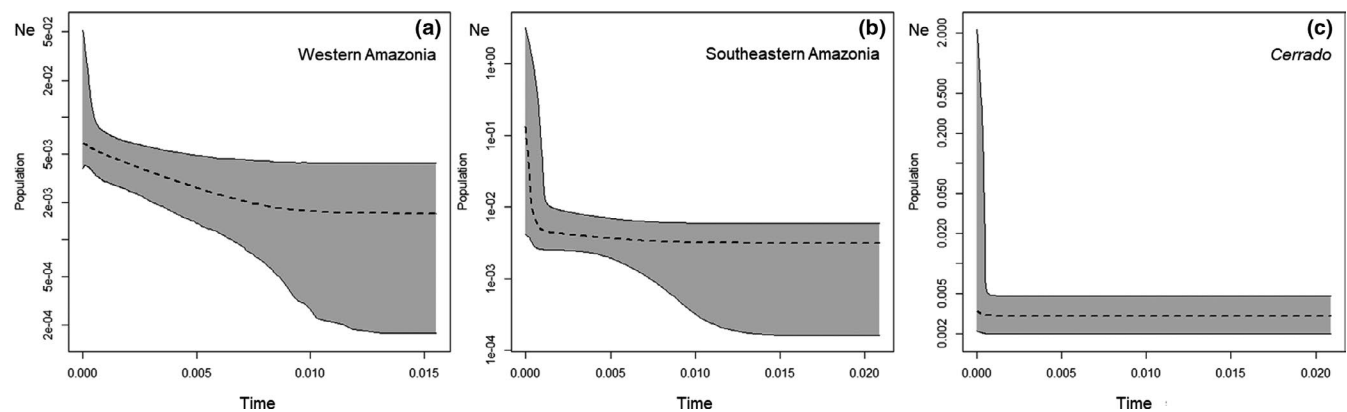 Ne
(a)
Western Amazonia
Population
5e-02
2e-02
5e-03
2e-03
5e-04
2e-04
0.000 0.005 0.010 0.015
Time
Ne
(b)
Southeastern Amazonia
Population
1e+00
1e-01
1e-02
1e-03
1e-04
0.000 0.005 0.010 0.015 0.020
Time
Ne
(c)
Cerrado
Population
2.000
0.500
0.200
0.050
0.020
0.005
0.002
0.000 0.005 0.010 0.015 0.020
Time